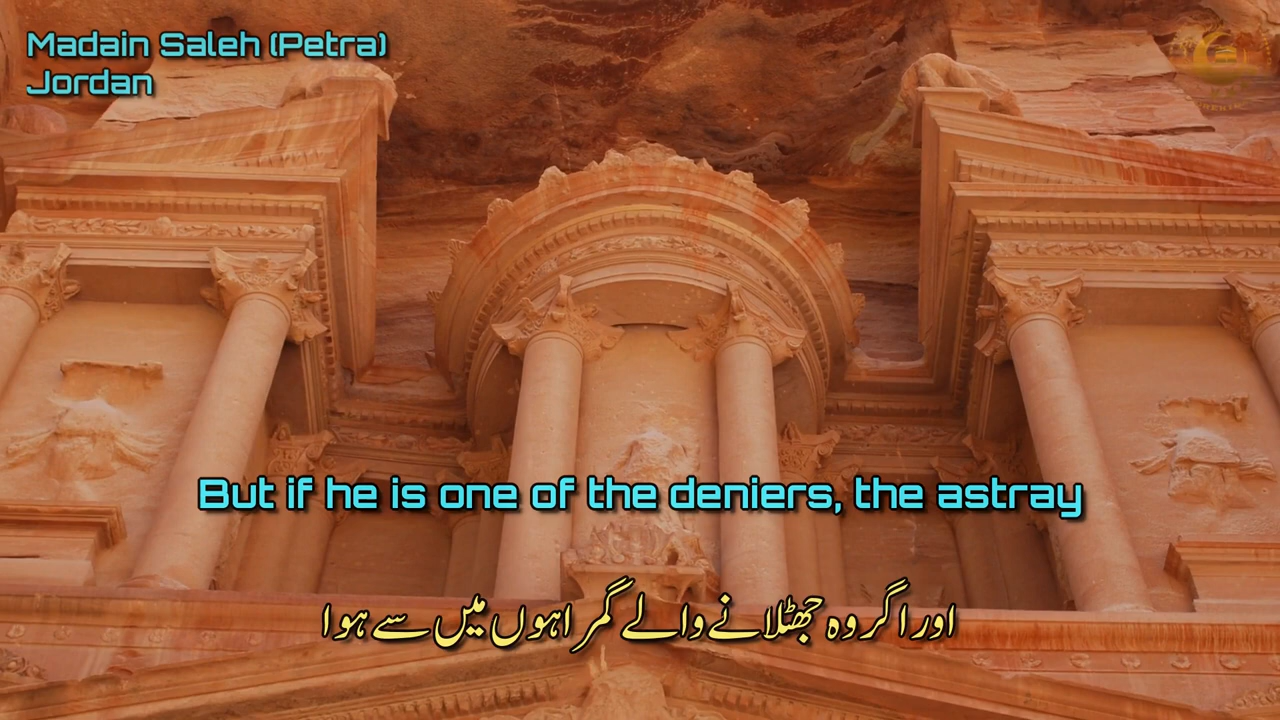 Madain Saleh (Petra)
Jordan
But if he is one of the deniers, the astray
اور اگر وہ جھٹلانے والے گمراہوں میں سے ہوا